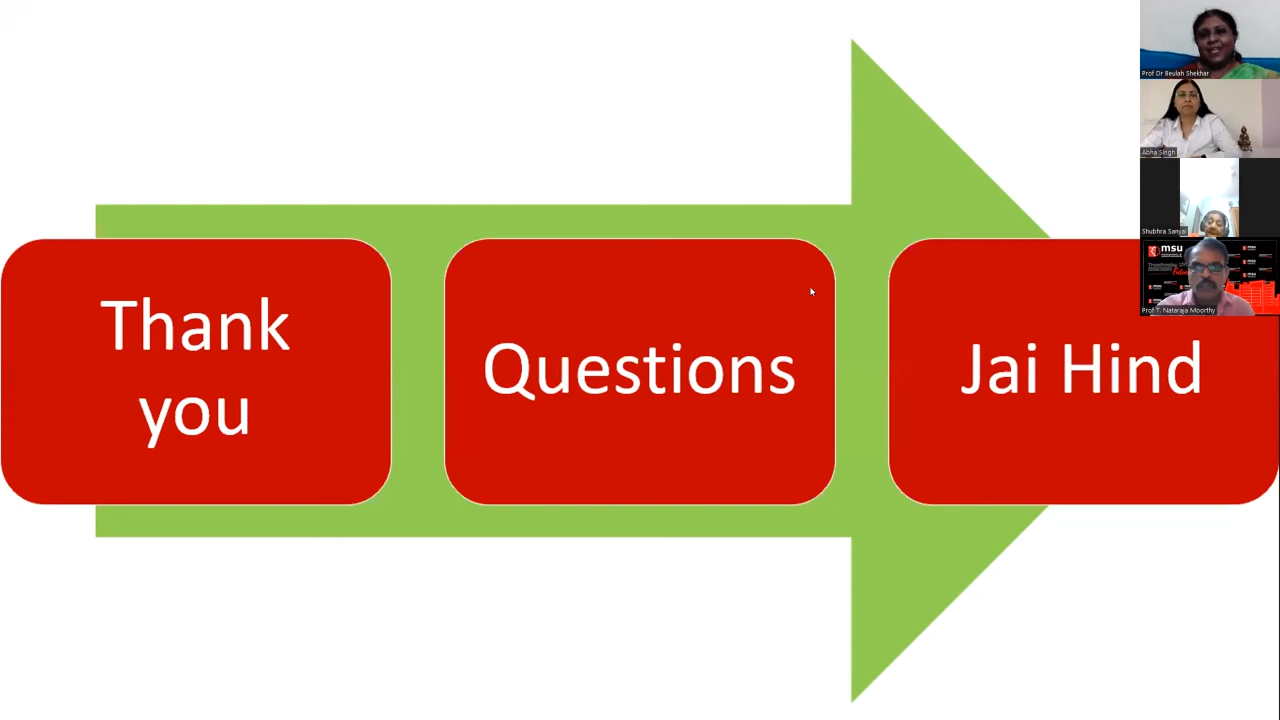 Thank
you
Questions
Jai Hind
Prof Dr Beulah Shekhar
Abha Singh
Shubhra Sanyal
msu
Prof T. Nataraja Moorthy